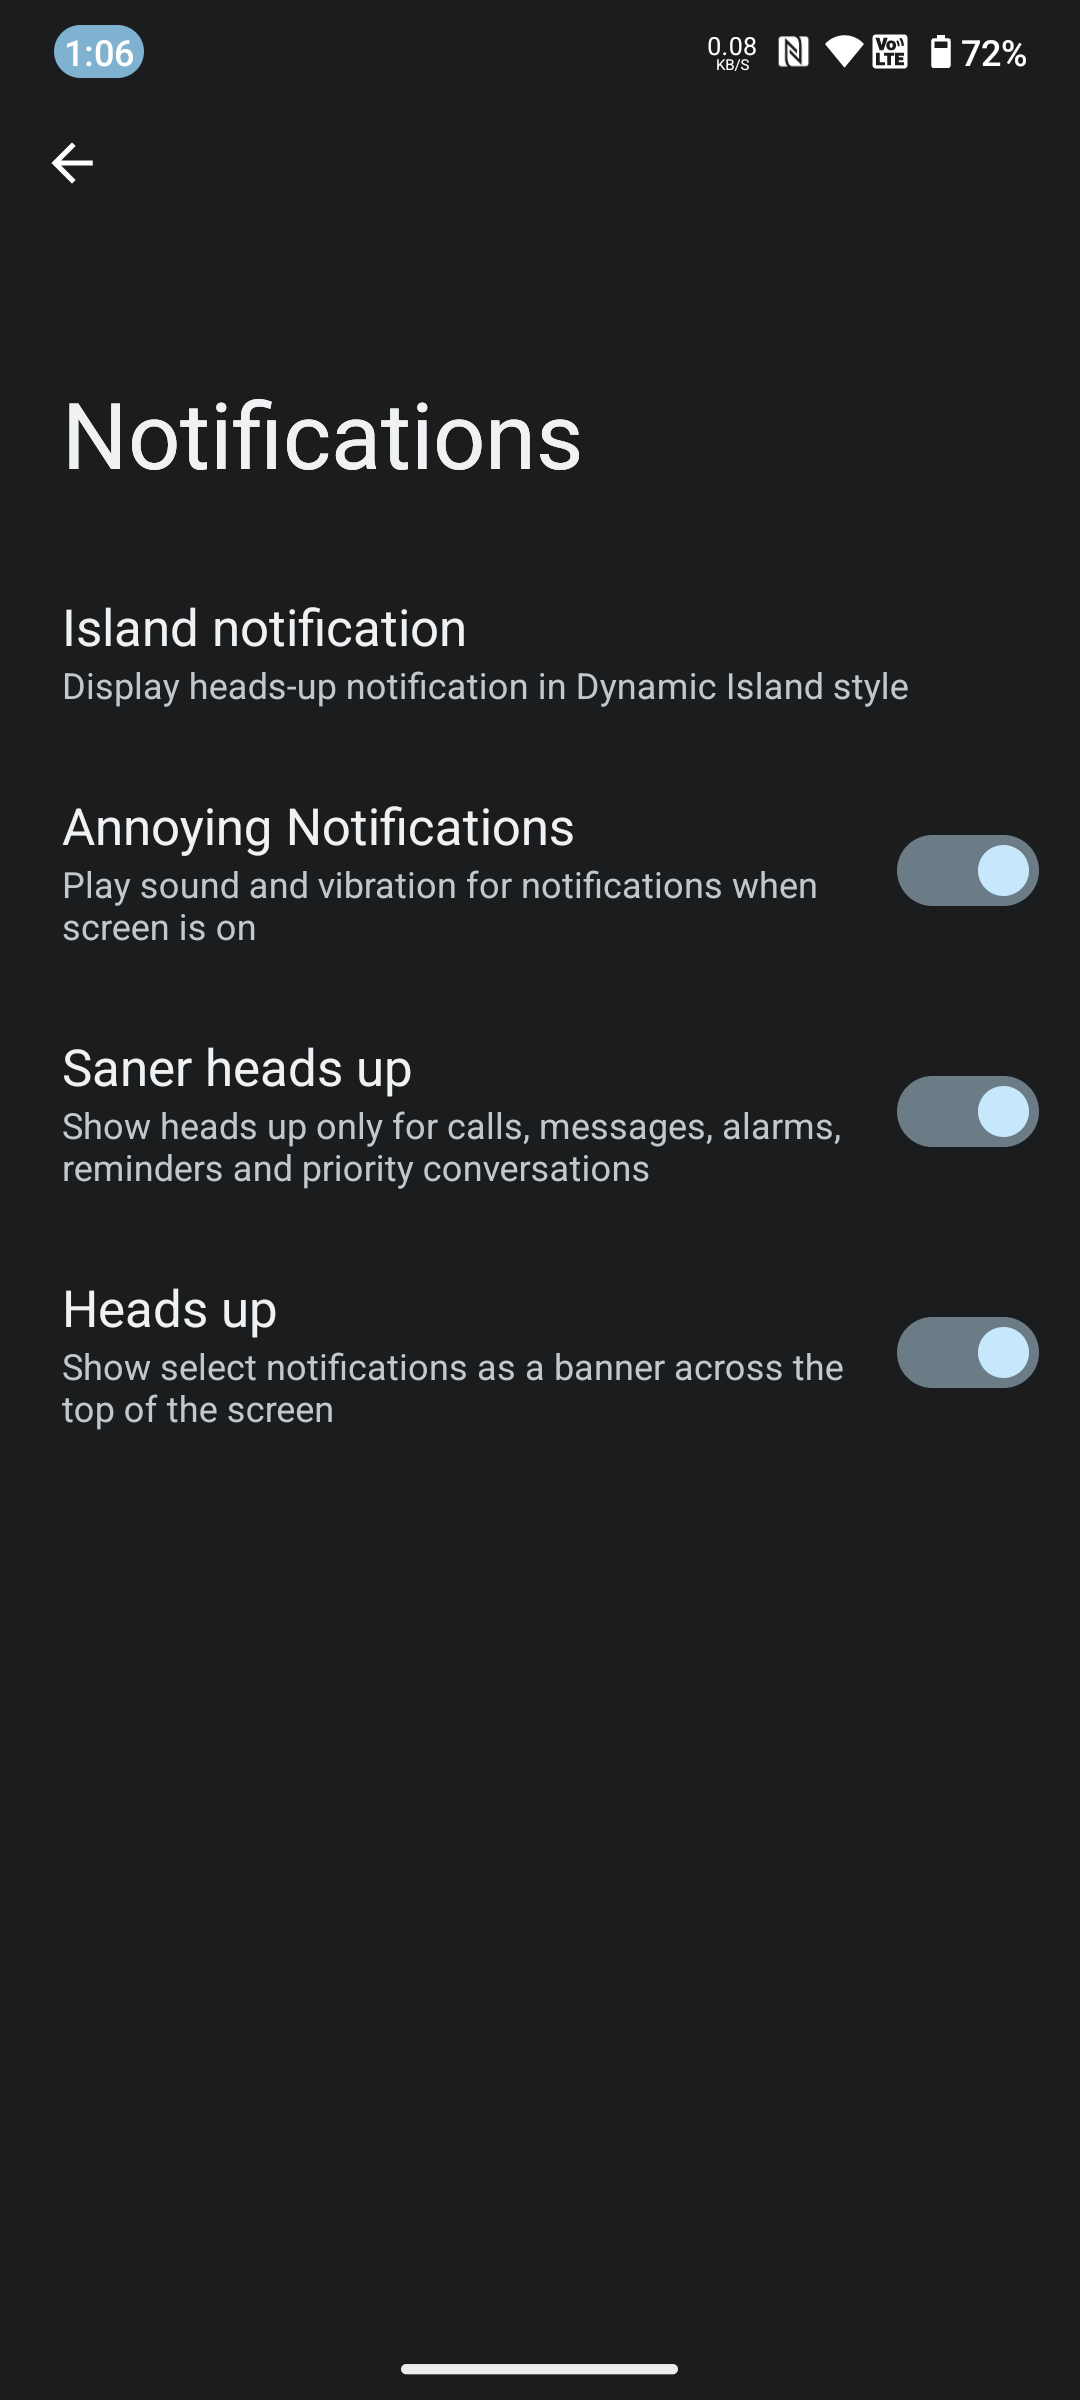 1:06
0.08
KB/S
Vo
LTE
72%
Notifications
Island notification
Display heads-up notification in Dynamic Island style
Annoying Notifications
Play sound and vibration for notifications when
screen is on
Saner heads up
Show heads up only for calls, messages, alarms,
reminders and priority conversations
Heads up
Show select notifications as a banner across the
top of the screen